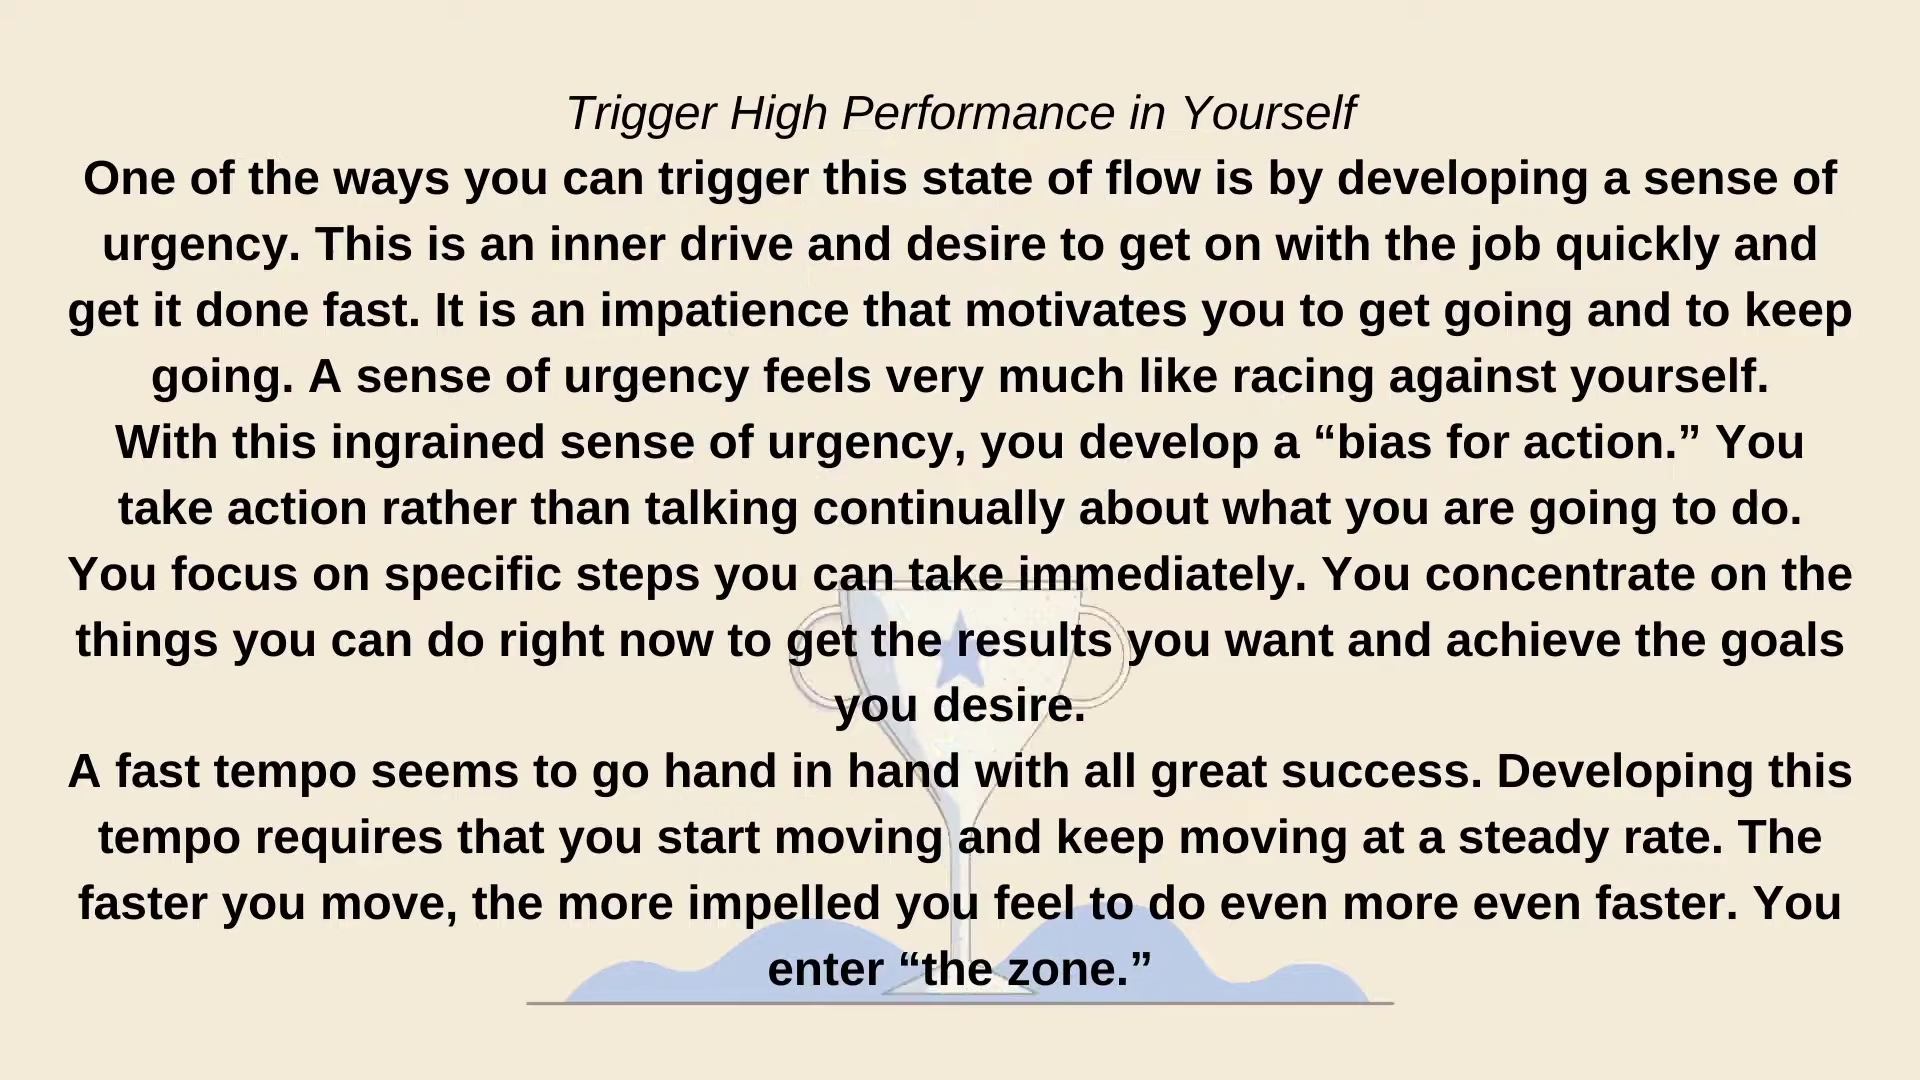 Trigger High Performance in Yourself
One of the ways you can trigger this state of flow is by developing a sense of
urgency. This is an inner drive and desire to get on with the job quickly and
get it done fast. It is an impatience that motivates you to get going and to keep
going. A sense of urgency feels very much like racing against yourself.
With this ingrained sense of urgency, you develop a “bias for action.” You
take action rather than talking continually about what you are going to do.
You focus on specific steps you can take immediately. You concentrate on the
things you can do right now to get the results you want and achieve the goals
you desire.
A fast tempo seems to go hand in hand with all great success. Developing this
tempo requires that you start moving and keep moving at a steady rate. The
faster you move, the more impelled you feel to do even more even faster. You
enter “the zone.”